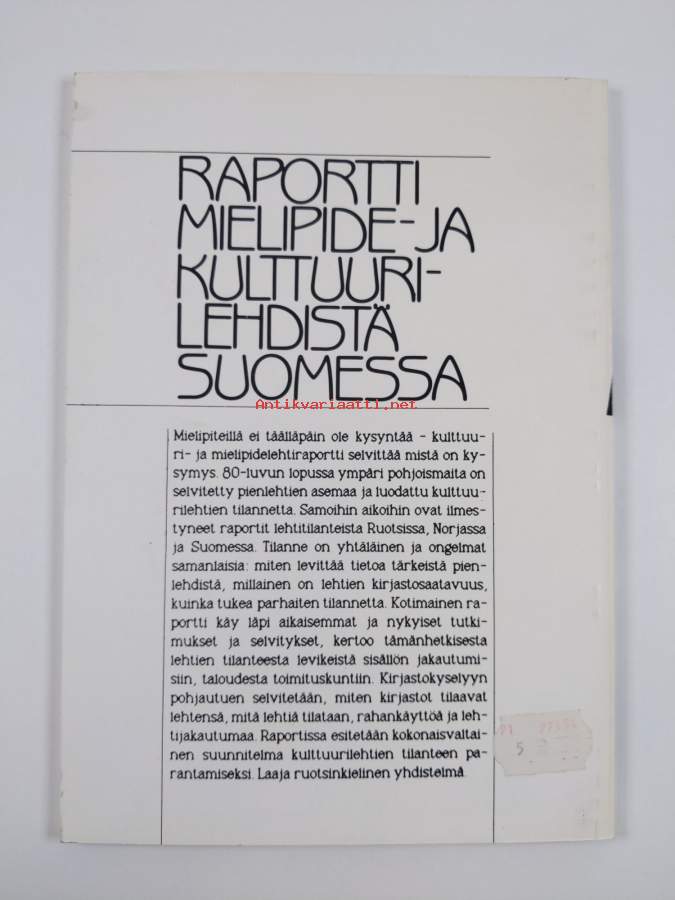 RAPORTTI
MIELIPIDE-JA
KULTTUURI-
LEHDISTÄ
SUOMESSA
Antikvariaatti.net
Mielipiteillä ei täälläpäin ole kysyntää - kulttuu-
ri- ja mielipidelehtiraportti selvittää mistä on ky-
symys. 80-luvun lopussa ympäri pohjoismaita on
selvitetty pienlehtien asemaa ja luodattu kulttuu-
rilehtien tilannetta. Samoihin aikoihin ovat ilmes-
tyneet raportit lehtitilanteista Ruotsissa, Norjassa
ja Suomessa. Tilanne on yhtäläinen ja ongelmat
samanlaisia: miten levittää tietoa tärkeistä pien-
lehdistä, millainen on lehtien kirjastosaatavuus,
kuinka tukea parhaiten tilannetta. Kotimainen ra-
portti käy läpi aikaisemmat ja nykyiset tutki-
mukset ja selvitykset, kertoo tämänhetkisesta
lehtien tilanteesta levikeistä sisällön jakautumi-
siin, taloudesta toimituskuntiin. Kirjastokyselyyn
pohjautuen selvitetään, miten kirjastot tilaavat
lehtensä, mitä lehtiä tilataan, rahankäyttöä ja leh-
tijakautumaa. Raportissa esitetään kokonaisvaltai-
nen suunnitelma kulttuurilehtien tilanteen pa-
rantamiseksi. Laaja ruotsinkielinen yhdistelmä.